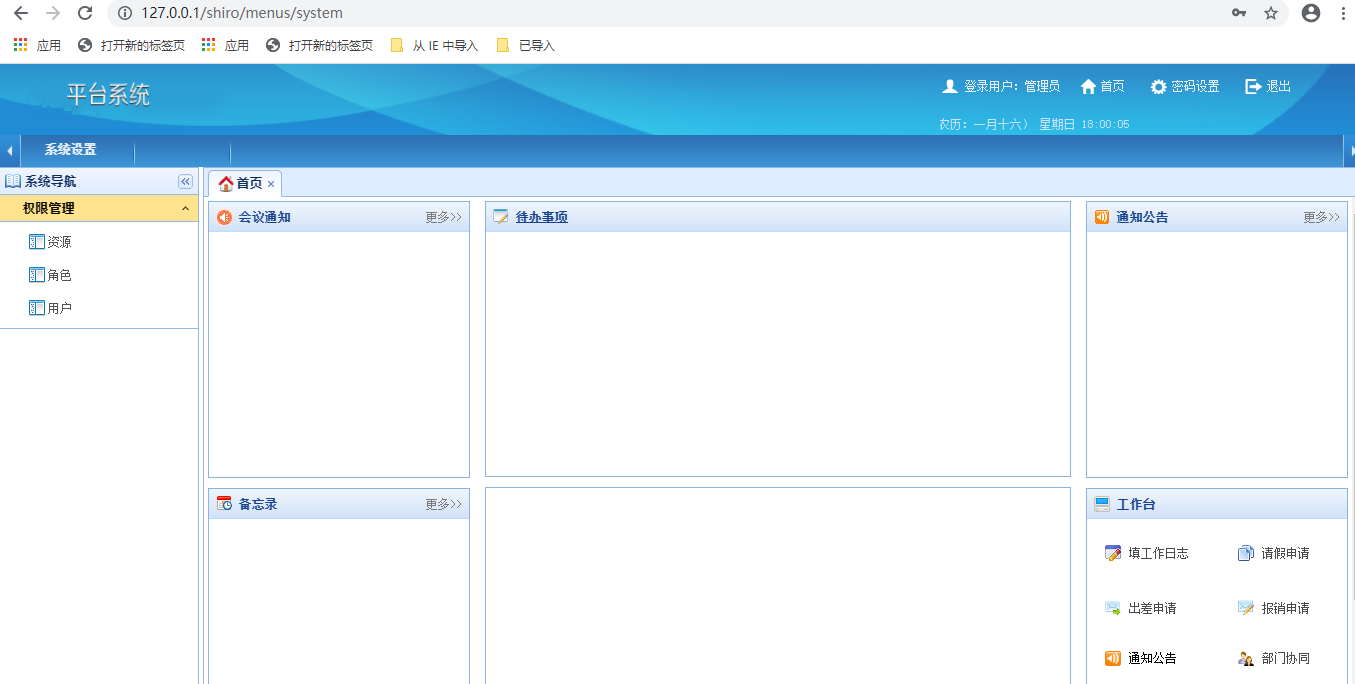 127.0.0.1/shiro/menus/system
应用 打开新的标签页 应用 打开新的标签页 从 IE 中导入 已导入
平台系统
登录用户：管理员 首页 密码设置 退出
农历：一月十六） 星期日 18:00:05
系统设置
系统导航
首页
权限管理
资源
角色
用户
会议通知 更多>>
待办事项
通知公告 更多>>
备忘录 更多>>
工作台
填工作日志 请假申请
出差申请 报销申请
通知公告 部门协同